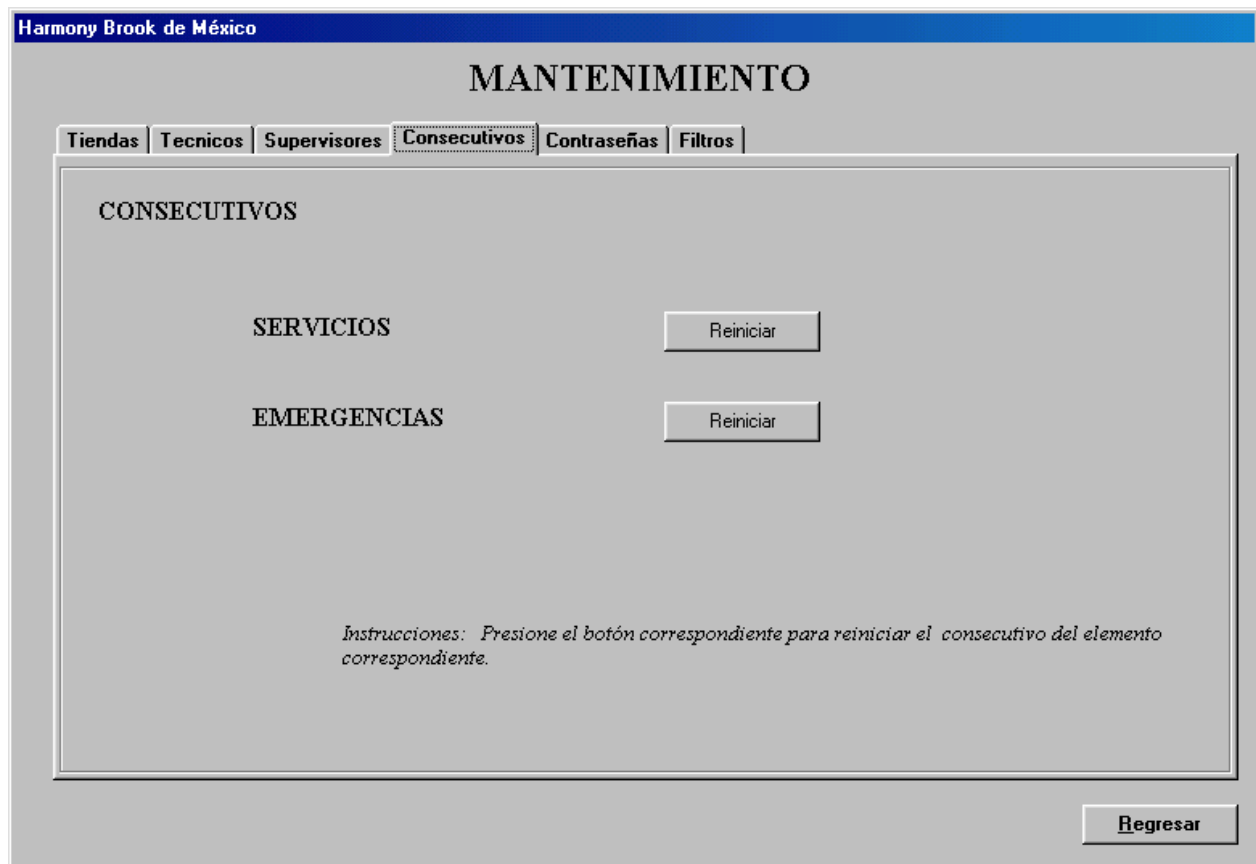 Harmony Brook de México
MANTENIMIENTO
Tiendas Tecnicos Supervisores Consecutivos Contraseñas Filtros
CONSECUTIVOS
SERVICIOS Reiniciar
EMERGENCIAS Reiniciar
Instrucciones: Presione el botón correspondiente para reiniciar el consecutivo del elemento
correspondiente.
Regresar